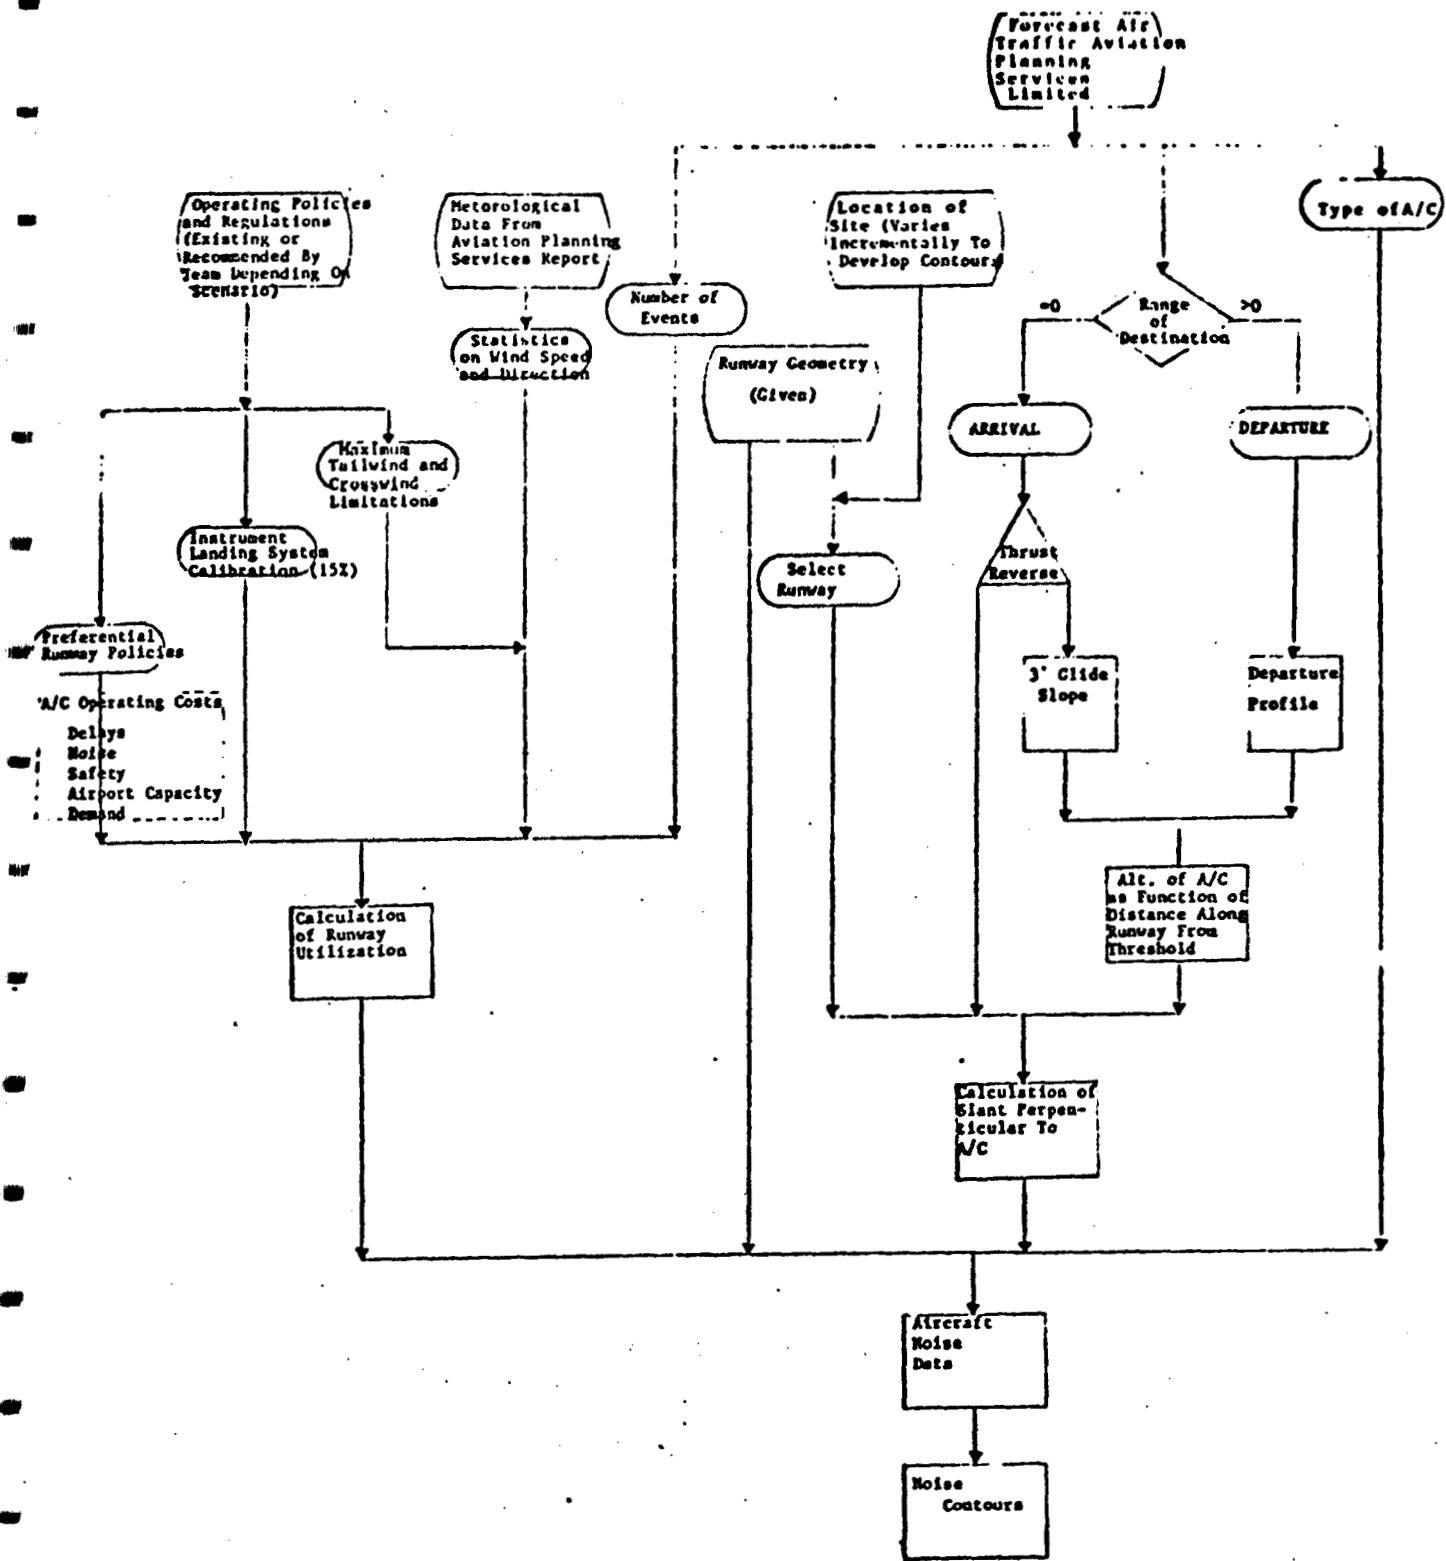 Forecast Air
Traffic Aviation
Planning
Services
Limited
Type of A/C
Operating Policies
and Regulations
(Existing or
Recommended By
Team Depending On
Scenario)
Metorological
Data From
Aviation Planning
Services Report
Location of
Site (Varies
Incrementally To
Develop Contours
Number of
Events
=0
Range
of
Destination
>0
Statistics
on Wind Speed
and Direction
Runway Geometry
(Given)
ARRIVAL
DEPARTURE
Maximum
Tailwind and
Crosswind
Limitations
Instrument
Landing System
Calibration (15%)
Select
Runway
Thrust
Reverse
Preferential
Runway Policies
A/C Operating Costs
Delays
Noise
Safety
Airport Capacity
Demand
3° Glide
Slope
Departure
Profile
Alt. of A/C
as Function of
Distance Along
Runway From
Threshold
Calculation
of Runway
Utilization
Calculation of
Slant Perpen-
ticular To
A/C
Aircraft
Noise
Data
Noise
Contours